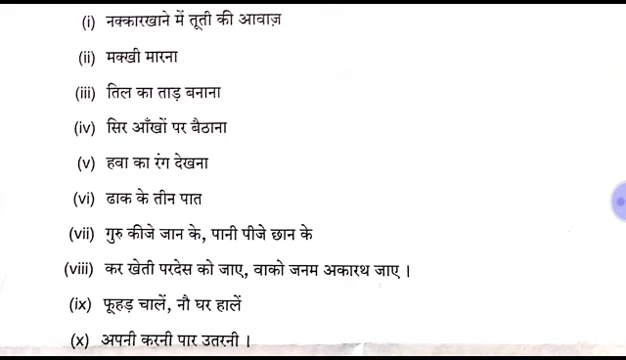 (i) नक्कारखाने में तूती की आवाज़
(ii) मक्खी मारना
(iii) तिल का ताड़ बनाना
(iv) सिर आँखों पर बैठाना
(v) हवा का रंग देखना
(vi) ढाक के तीन पात
(vii) गुरु कीजे जान के, पानी पीजे छान के
(viii) कर खेती परदेस को जाए, वाको जनम अकारथ जाए।
(ix) फूहड़ चालें, नौ घर हालें
(x) अपनी करनी पार उतरनी।